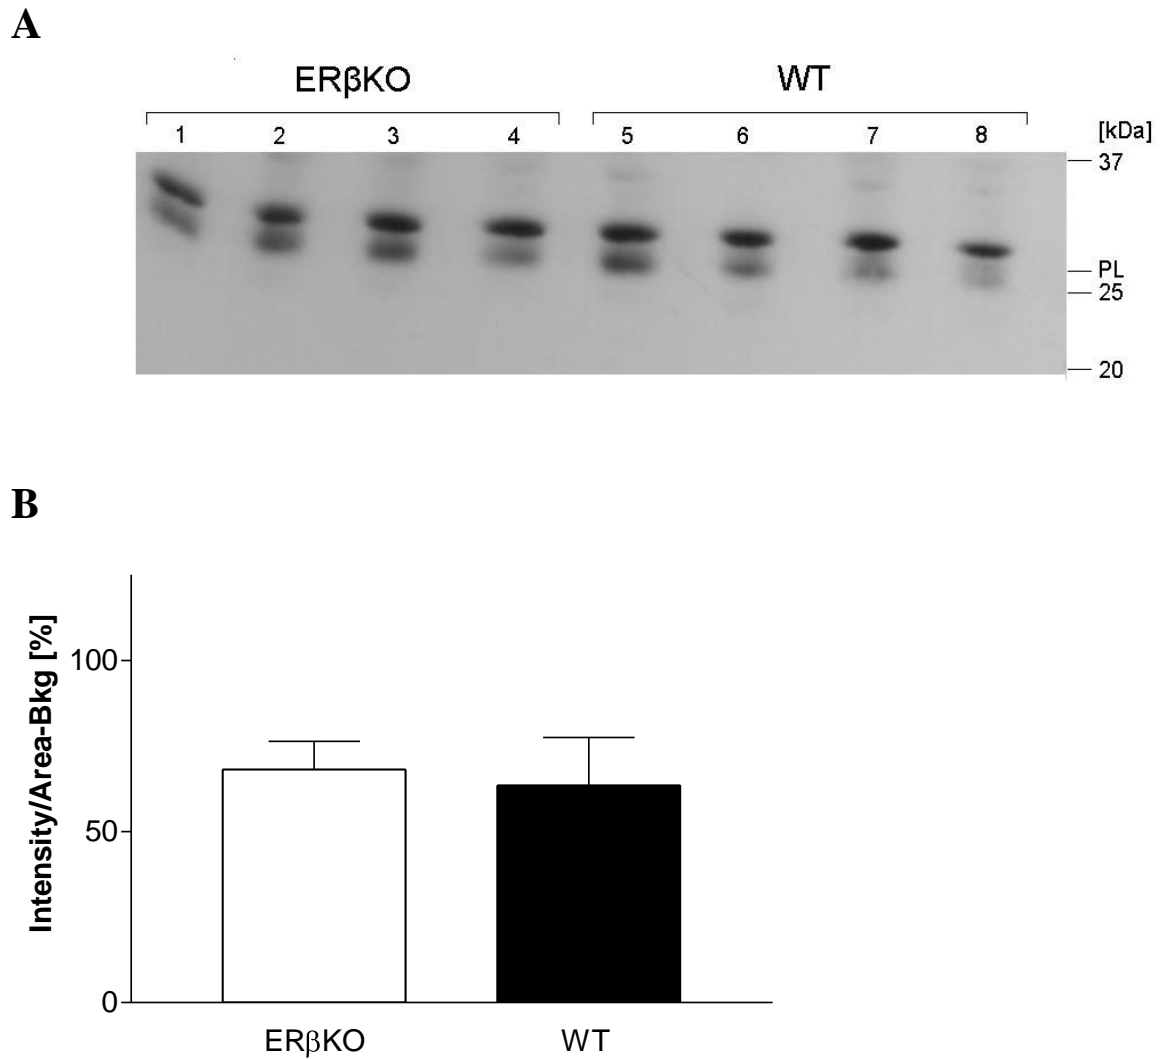 A
ERβKO WT
1 2 3 4 5 6 7 8 [kDa]
37
PL
25
20
B
Intensity/Area-Bkg [%]
100
50
0
ERβKO WT